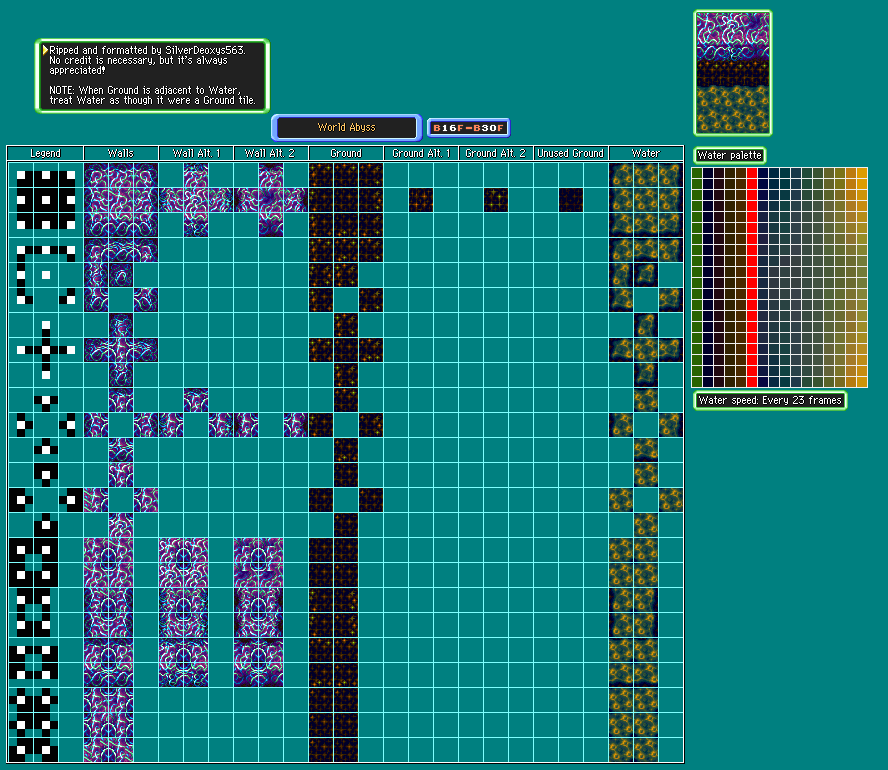 Ripped and formatted by SilverDeoxys563.
No credit is necessary, but it's always
appreciated!
NOTE: When Ground is adjacent to Water,
treat Water as though it were a Ground tile.
World Abyss
B16F-B30F
Legend Walls Wall Alt. 1 Wall Alt. 2 Ground Ground Alt. 1 Ground Alt. 2 Unused Ground Water
Water palette
Water speed: Every 23 frames